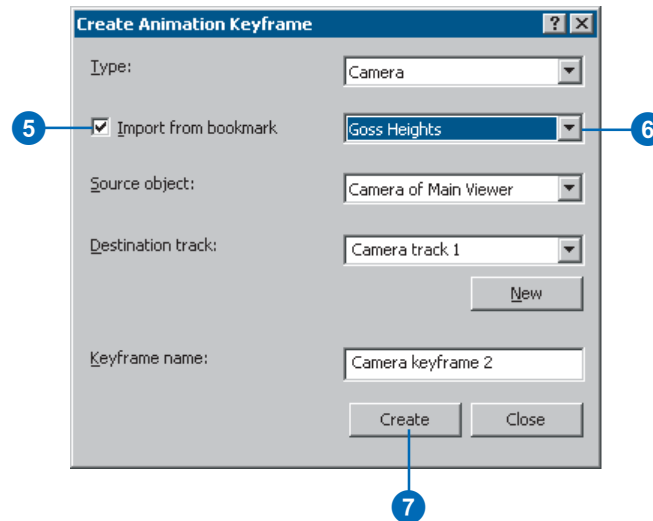 Create Animation Keyframe
Type:
Camera
5
Import from bookmark
Goss Heights
6
Source object:
Camera of Main Viewer
Destination track:
Camera track 1
New
Keyframe name:
Camera keyframe 2
Create
Close
7